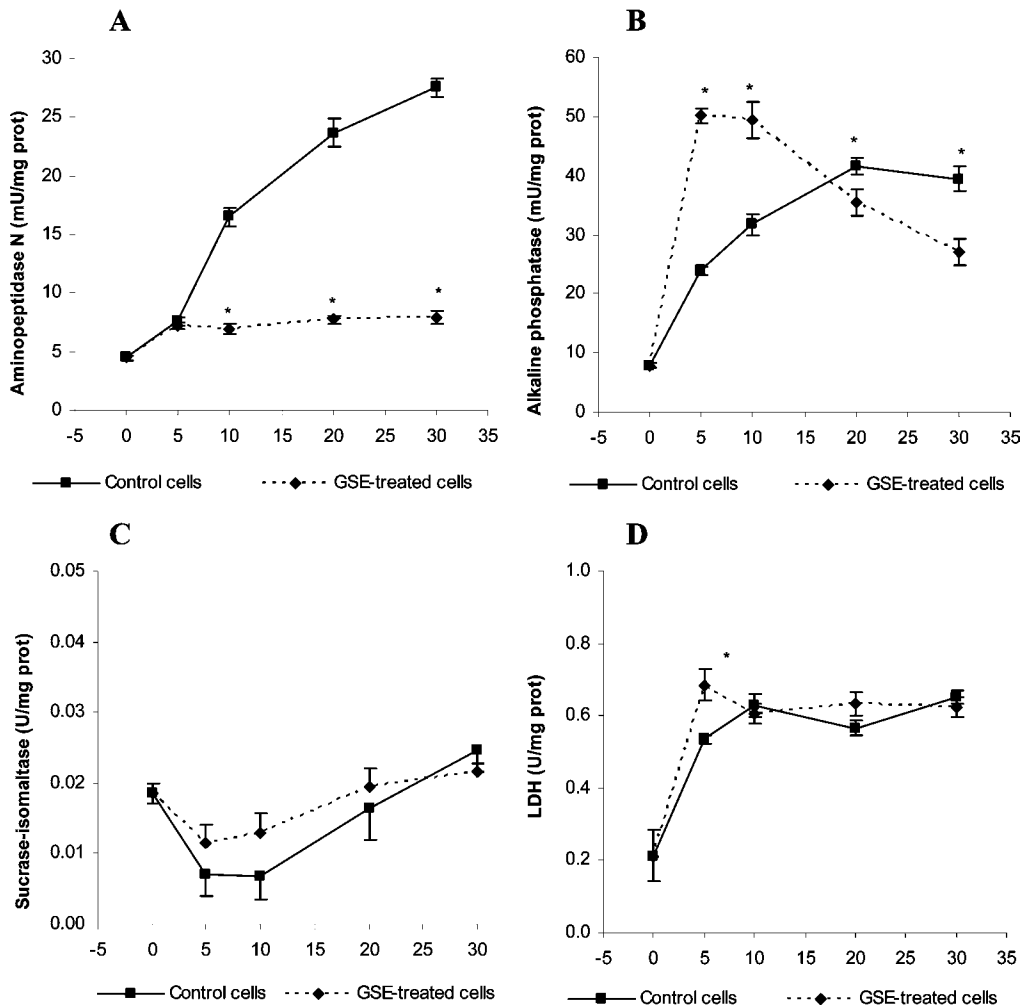 A
30
25
20
15
10
5
0
Aminopeptidase N (mU/mg prot)
*
*
*
-5 0 5 10 15 20 25 30 35
Control cells GSE-treated cells
B
60
50
40
30
20
10
0
Alkaline phosphatase (mU/mg prot)
* *
*
*
-5 0 5 10 15 20 25 30 35
Control cells GSE-treated cells
C
0.05
0.04
0.03
0.02
0.01
0.00
Sucrase-isomaltase (U/mg prot)
-5 0 5 10 15 20 25 30
Control cells GSE-treated cells
D
1.0
0.8
0.6
0.4
0.2
0.0
LDH (U/mg prot)
*
-5 0 5 10 15 20 25 30 35
Control cells GSE-treated cells